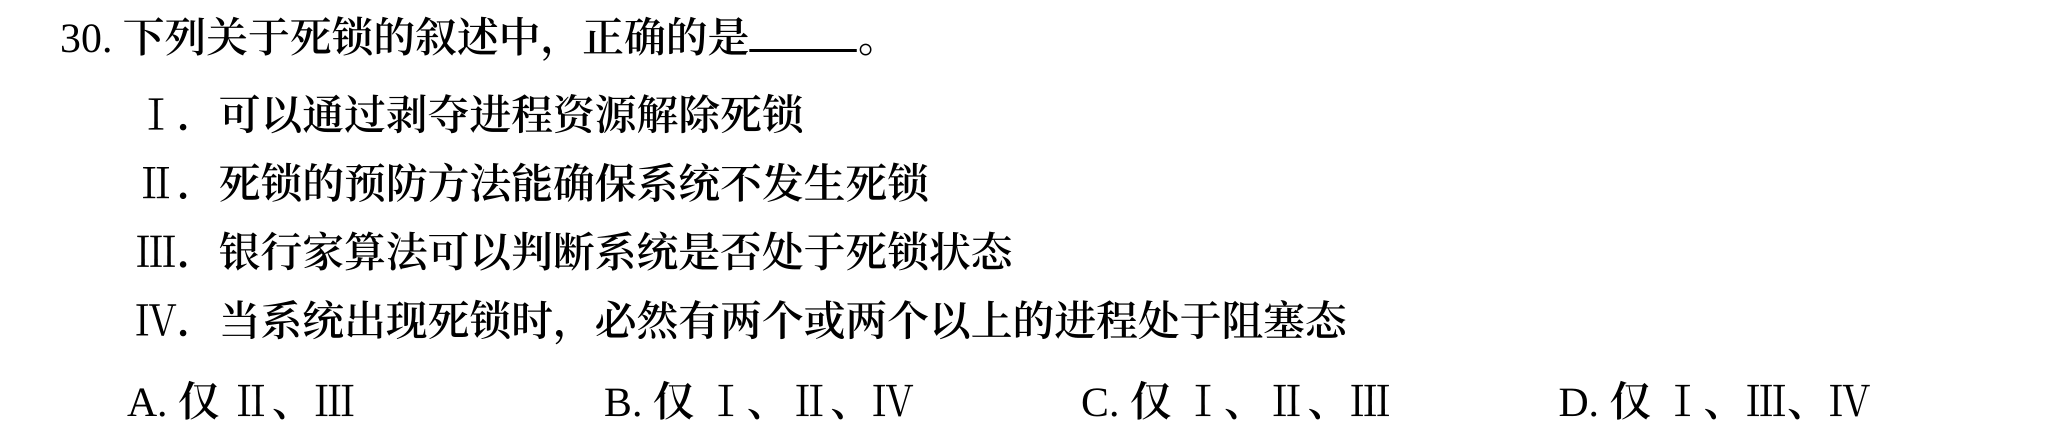 30. 下列关于死锁的叙述中，正确的是_____。
Ⅰ．可以通过剥夺进程资源解除死锁
Ⅱ．死锁的预防方法能确保系统不发生死锁
Ⅲ．银行家算法可以判断系统是否处于死锁状态
Ⅳ．当系统出现死锁时，必然有两个或两个以上的进程处于阻塞态
A. 仅 Ⅱ、Ⅲ B. 仅 Ⅰ、Ⅱ、Ⅳ C. 仅 Ⅰ、Ⅱ、Ⅲ D. 仅 Ⅰ、Ⅲ、Ⅳ